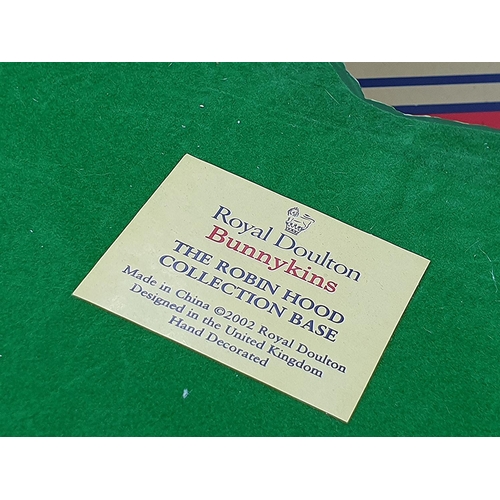 Royal Doulton
Bunnykins
THE ROBIN HOOD
COLLECTION BASE
Made in China ©2002 Royal Doulton
Designed in the United Kingdom
Hand Decorated